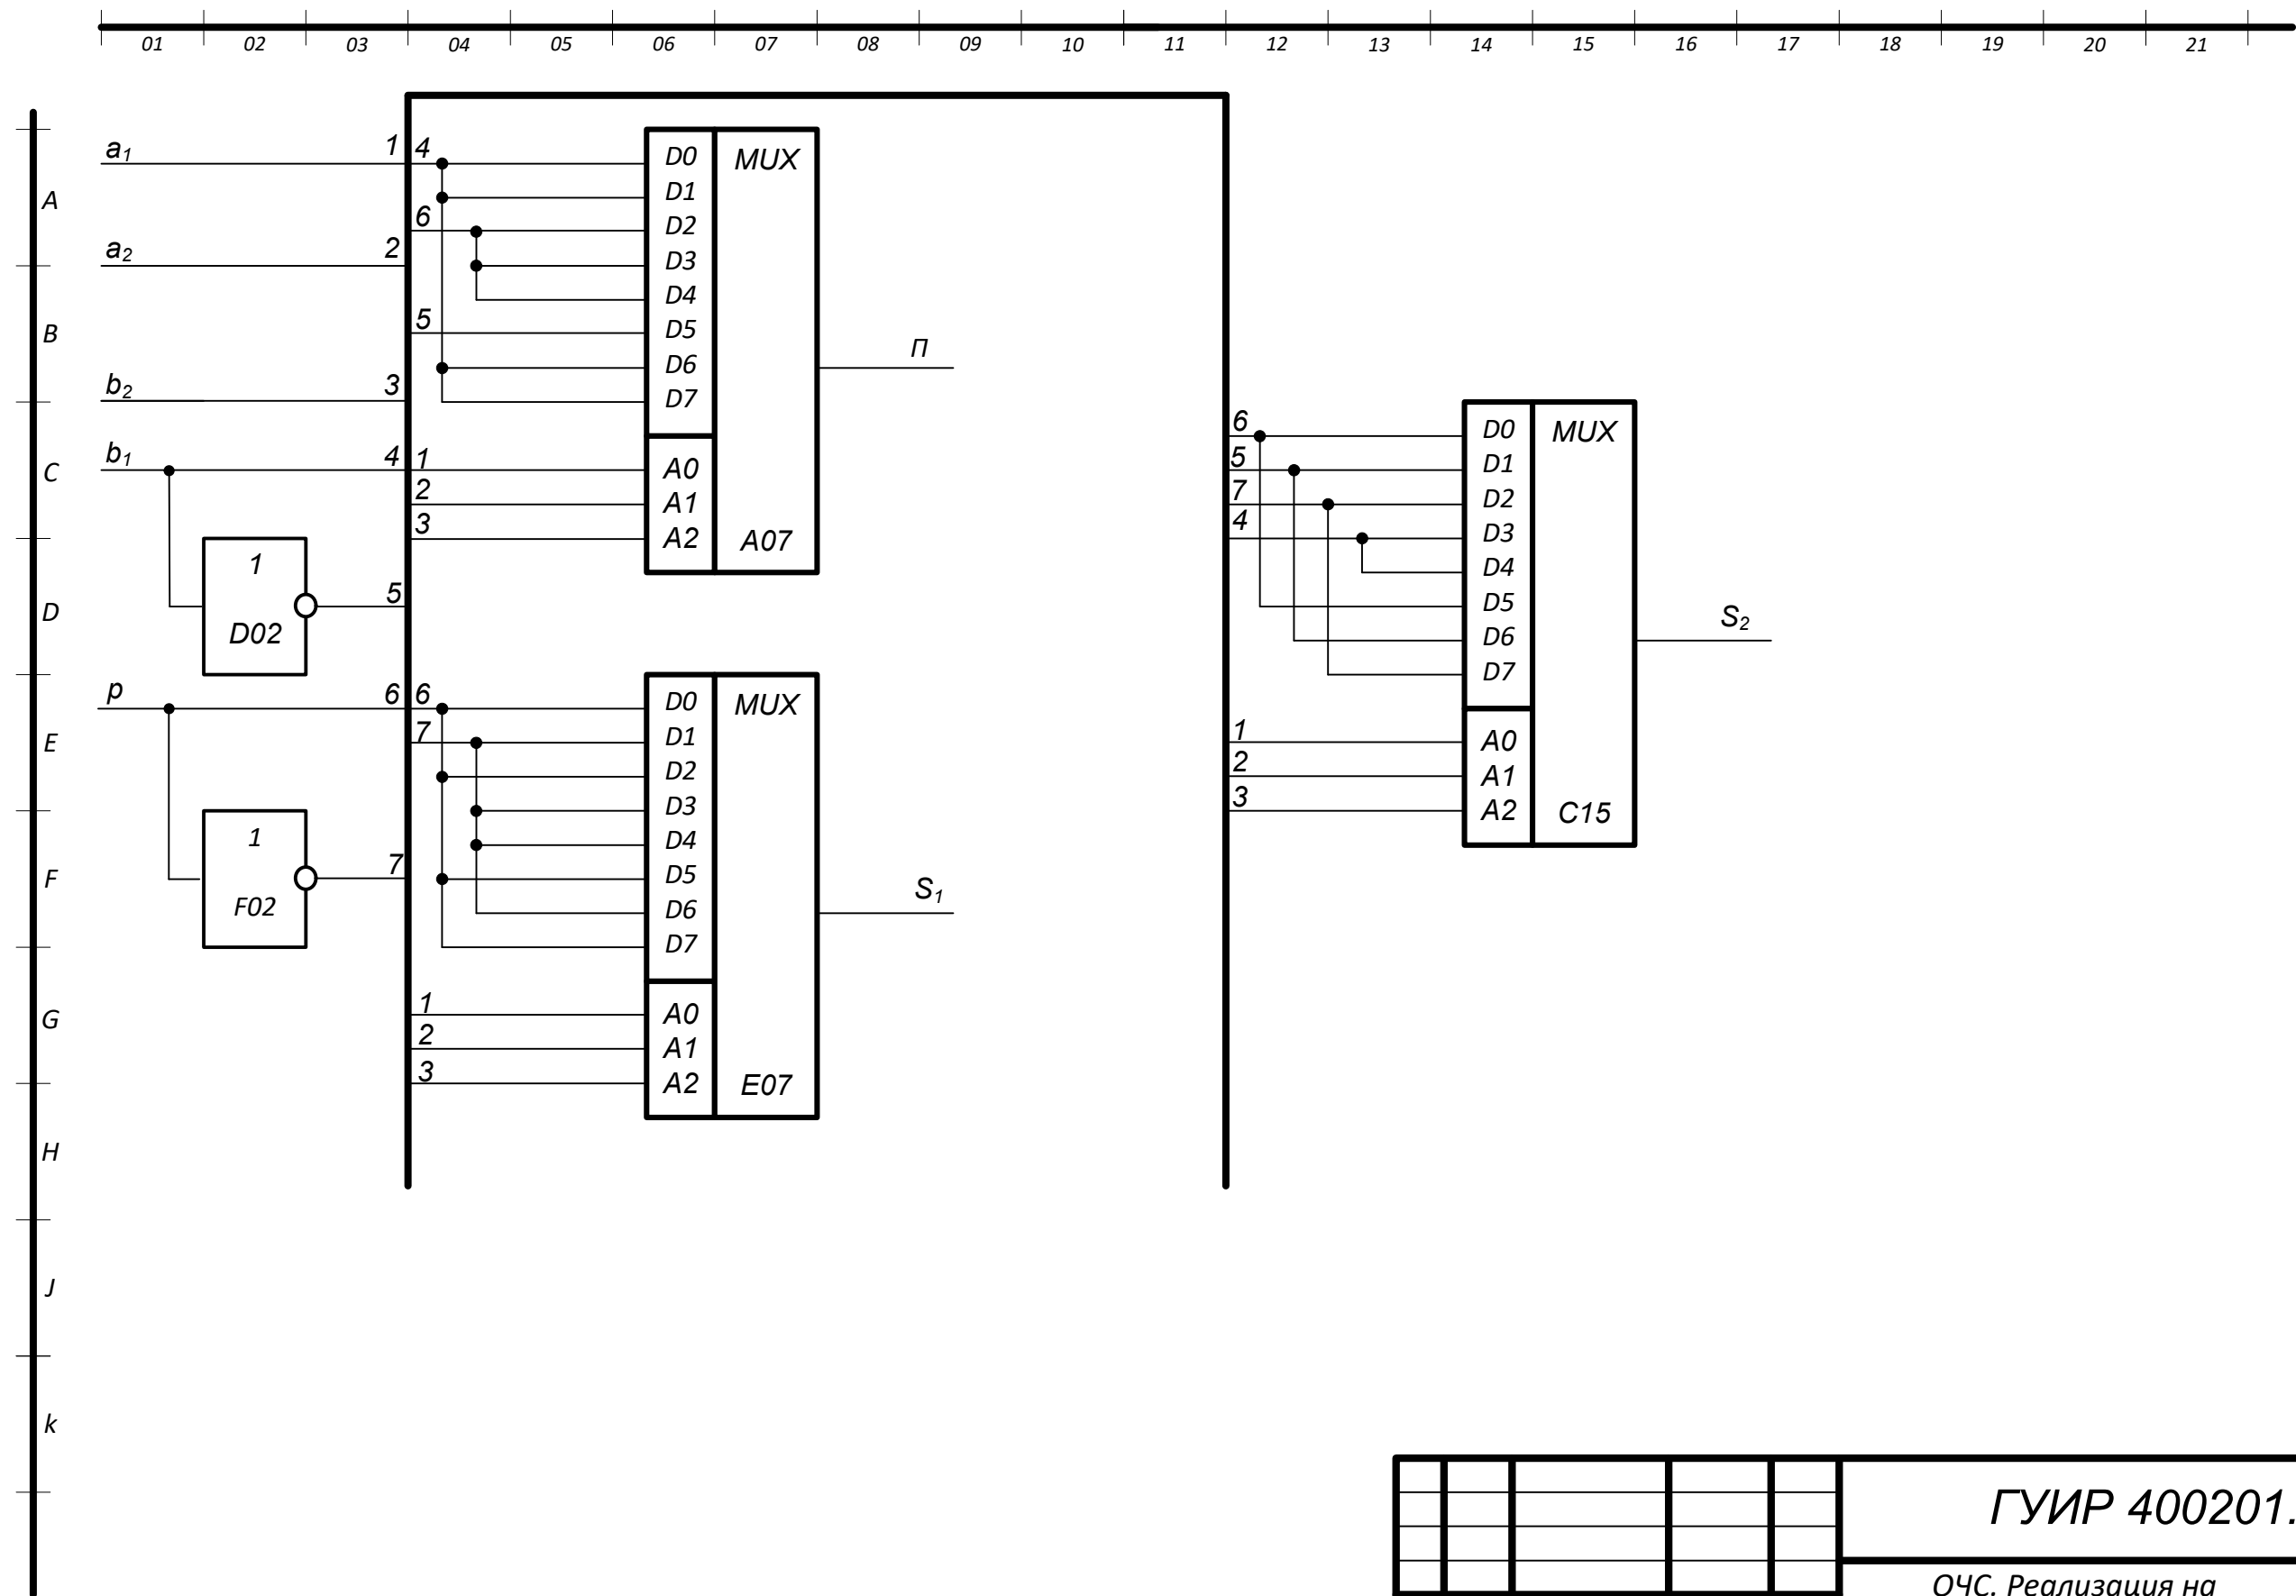 01 02 03 04 05 06 07 08 09 10 11 12 13 14 15 16 17 18 19 20 21
A
B
C
D
E
F
G
H
J
k
a1 1
a2 2
b2 3
b1 4
1
D02
5
p 6
1
F02
7
4
6
5
1
2
3
D0 MUX
D1
D2
D3
D4
D5
D6
D7
A0
A1
A2 A07
П
6
7
1
2
3
D0 MUX
D1
D2
D3
D4
D5
D6
D7
A0
A1
A2 E07
S1
6
5
7
4
1
2
3
D0 MUX
D1
D2
D3
D4
D5
D6
D7
A0
A1
A2 C15
S2
ГУИР 400201.
ОЧС. Реализация на